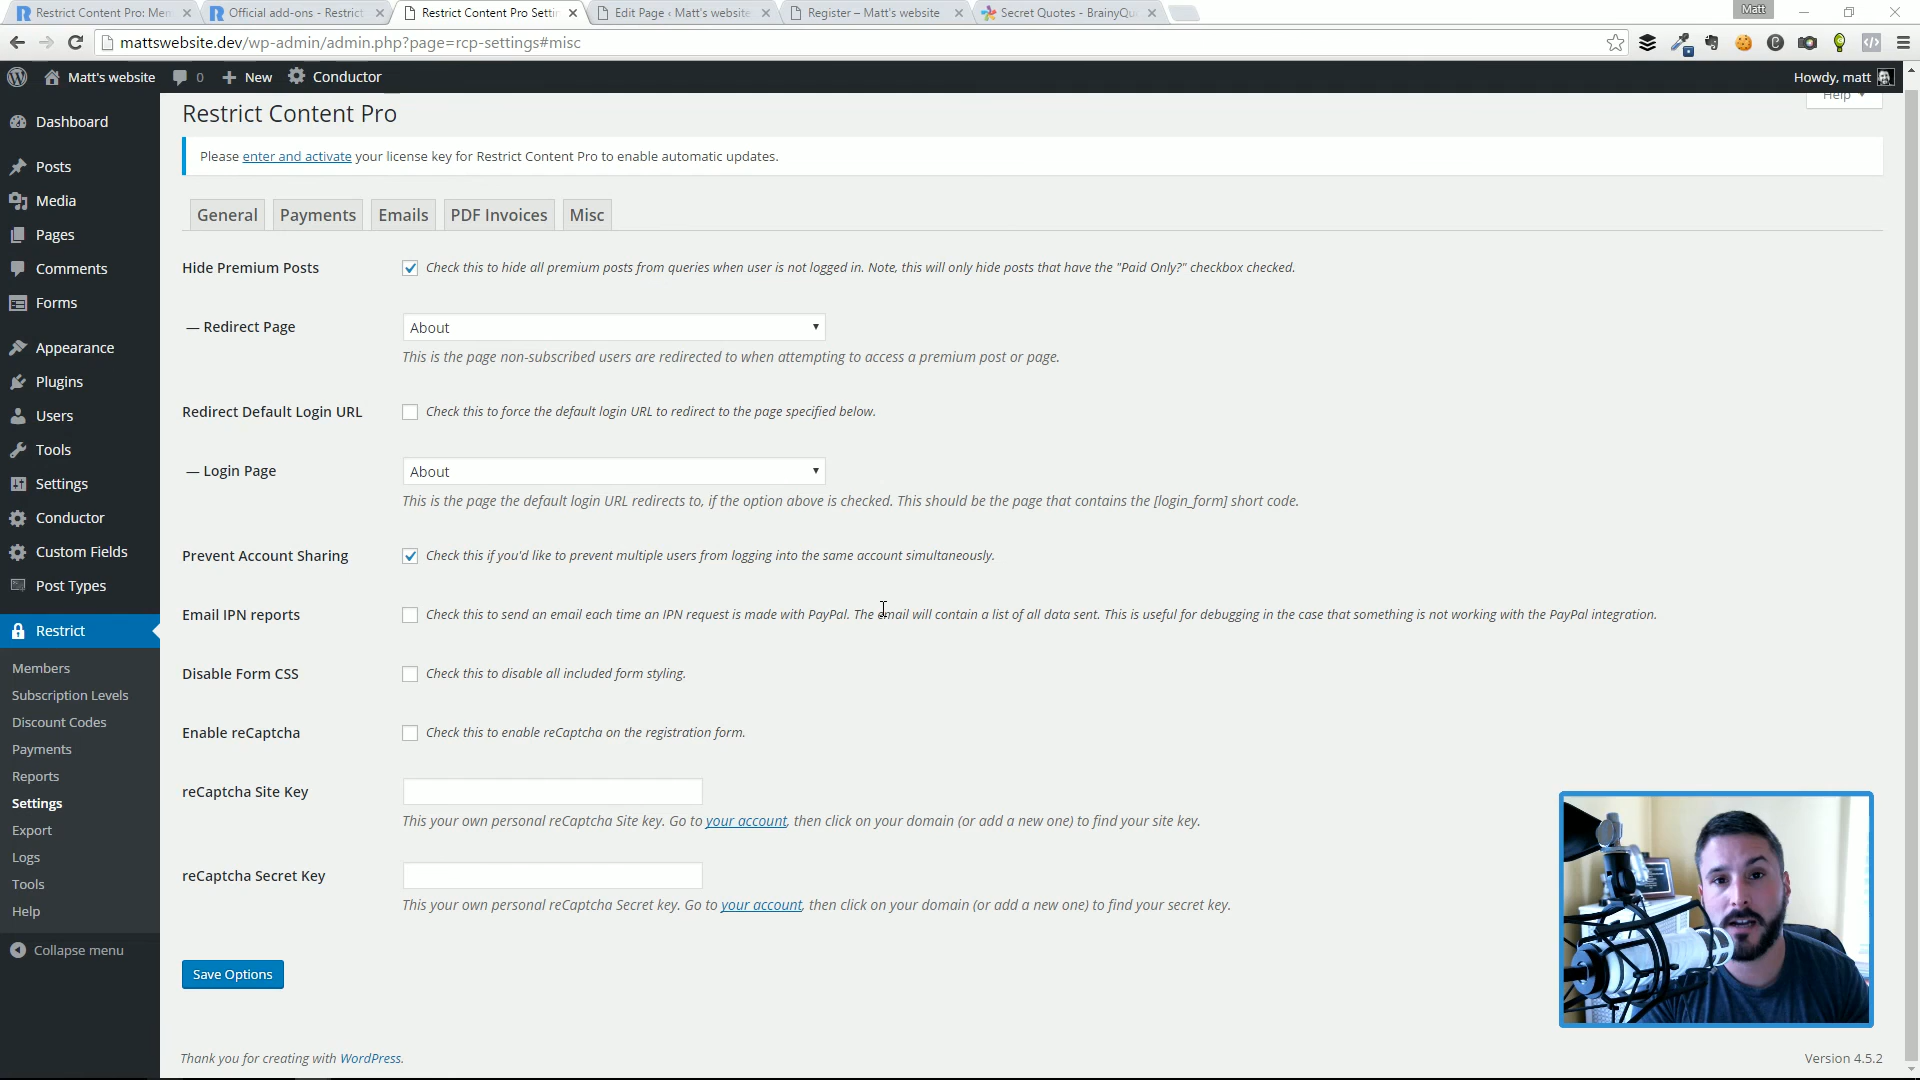 Restrict Content Pro: Mem
Official add-ons - Restrict
Restrict Content Pro Settin
Edit Page ‹ Matt's website
Register – Matt's website
Secret Quotes - BrainyQu
Matt
mattswebsite.dev/wp-admin/admin.php?page=rcp-settings#misc
Matt's website
0
New
Conductor
Howdy, matt
Help
Dashboard
Posts
Media
Pages
Comments
Forms
Appearance
Plugins
Users
Tools
Settings
Conductor
Custom Fields
Post Types
Restrict
Members
Subscription Levels
Discount Codes
Payments
Reports
Settings
Export
Logs
Tools
Help
Collapse menu
Restrict Content Pro
Please enter and activate your license key for Restrict Content Pro to enable automatic updates.
General
Payments
Emails
PDF Invoices
Misc
Hide Premium Posts
Check this to hide all premium posts from queries when user is not logged in. Note, this will only hide posts that have the "Paid Only?" checkbox checked.
— Redirect Page
About
This is the page non-subscribed users are redirected to when attempting to access a premium post or page.
Redirect Default Login URL
Check this to force the default login URL to redirect to the page specified below.
— Login Page
About
This is the page the default login URL redirects to, if the option above is checked. This should be the page that contains the [login_form] short code.
Prevent Account Sharing
Check this if you'd like to prevent multiple users from logging into the same account simultaneously.
Email IPN reports
Check this to send an email each time an IPN request is made with PayPal. The email will contain a list of all data sent. This is useful for debugging in the case that something is not working with the PayPal integration.
Disable Form CSS
Check this to disable all included form styling.
Enable reCaptcha
Check this to enable reCaptcha on the registration form.
reCaptcha Site Key
This your own personal reCaptcha Site key. Go to your account, then click on your domain (or add a new one) to find your site key.
reCaptcha Secret Key
This your own personal reCaptcha Secret key. Go to your account, then click on your domain (or add a new one) to find your secret key.
Save Options
Thank you for creating with WordPress.
Version 4.5.2